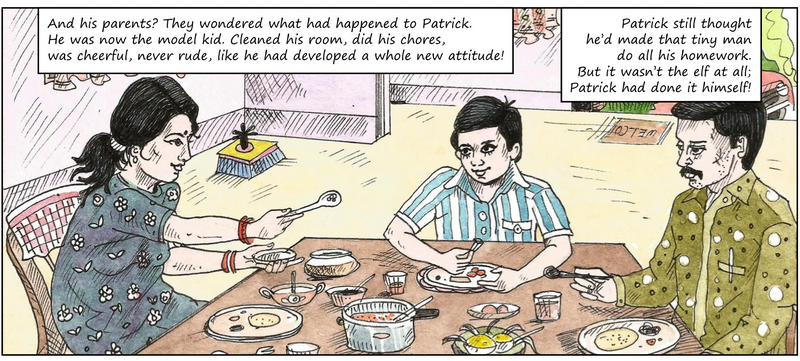 And his parents? They wondered what had happened to Patrick.
He was now the model kid. Cleaned his room, did his chores,
was cheerful, never rude, like he had developed a whole new attitude!
Patrick still thought
he'd made that tiny man
do all his homework.
But it wasn't the elf at all;
Patrick had done it himself!
WELCO